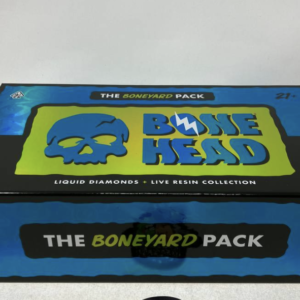 THE BONEYARD PACK
21+
BONE
HEAD
LIQUID DIAMONDS • LIVE RESIN COLLECTION
THE BONEYARD PACK